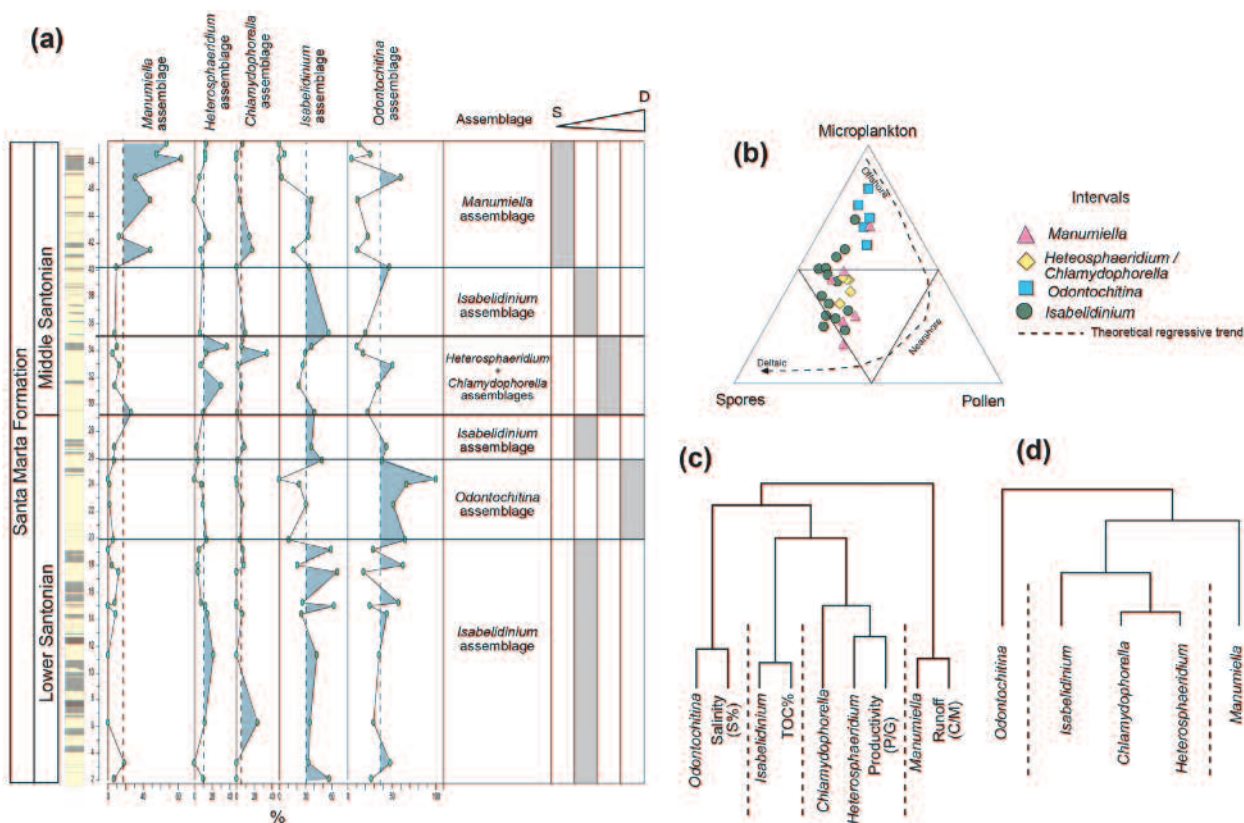 (a)
Manumiella
assemblage
Heterosphaeridium
assemblage
Chlamydophorella
assemblage
Isabelidinium
assemblage
Odontochitina
assemblage
Assemblage
S
D
Santa Marta Formation
Middle Santonian
Lower Santonian
Manumiella
assemblage
Isabelidinium
assemblage
Heterosphaeridium
+
Chlamydophorella
assemblages
Isabelidinium
assemblage
Odontochitina
assemblage
Isabelidinium
assemblage
%
(b)
Microplankton
Offshore
Nearshore
Deltaic
Spores
Pollen
Intervals
Manumiella
Heteosphaeridium /
Chlamydophorella
Odontochitina
Isabelidinium
Theoretical regressive trend
(c)
Odontochitina
Salinity
(S%)
Isabelidinium
TOC%
Chlamydophorella
Heterosphaeridium
Productivity
(P/G)
Manumiella
Runoff
(C/M)
(d)
Odontochitina
Isabelidinium
Chlamydophorella
Heterosphaeridium
Manumiella